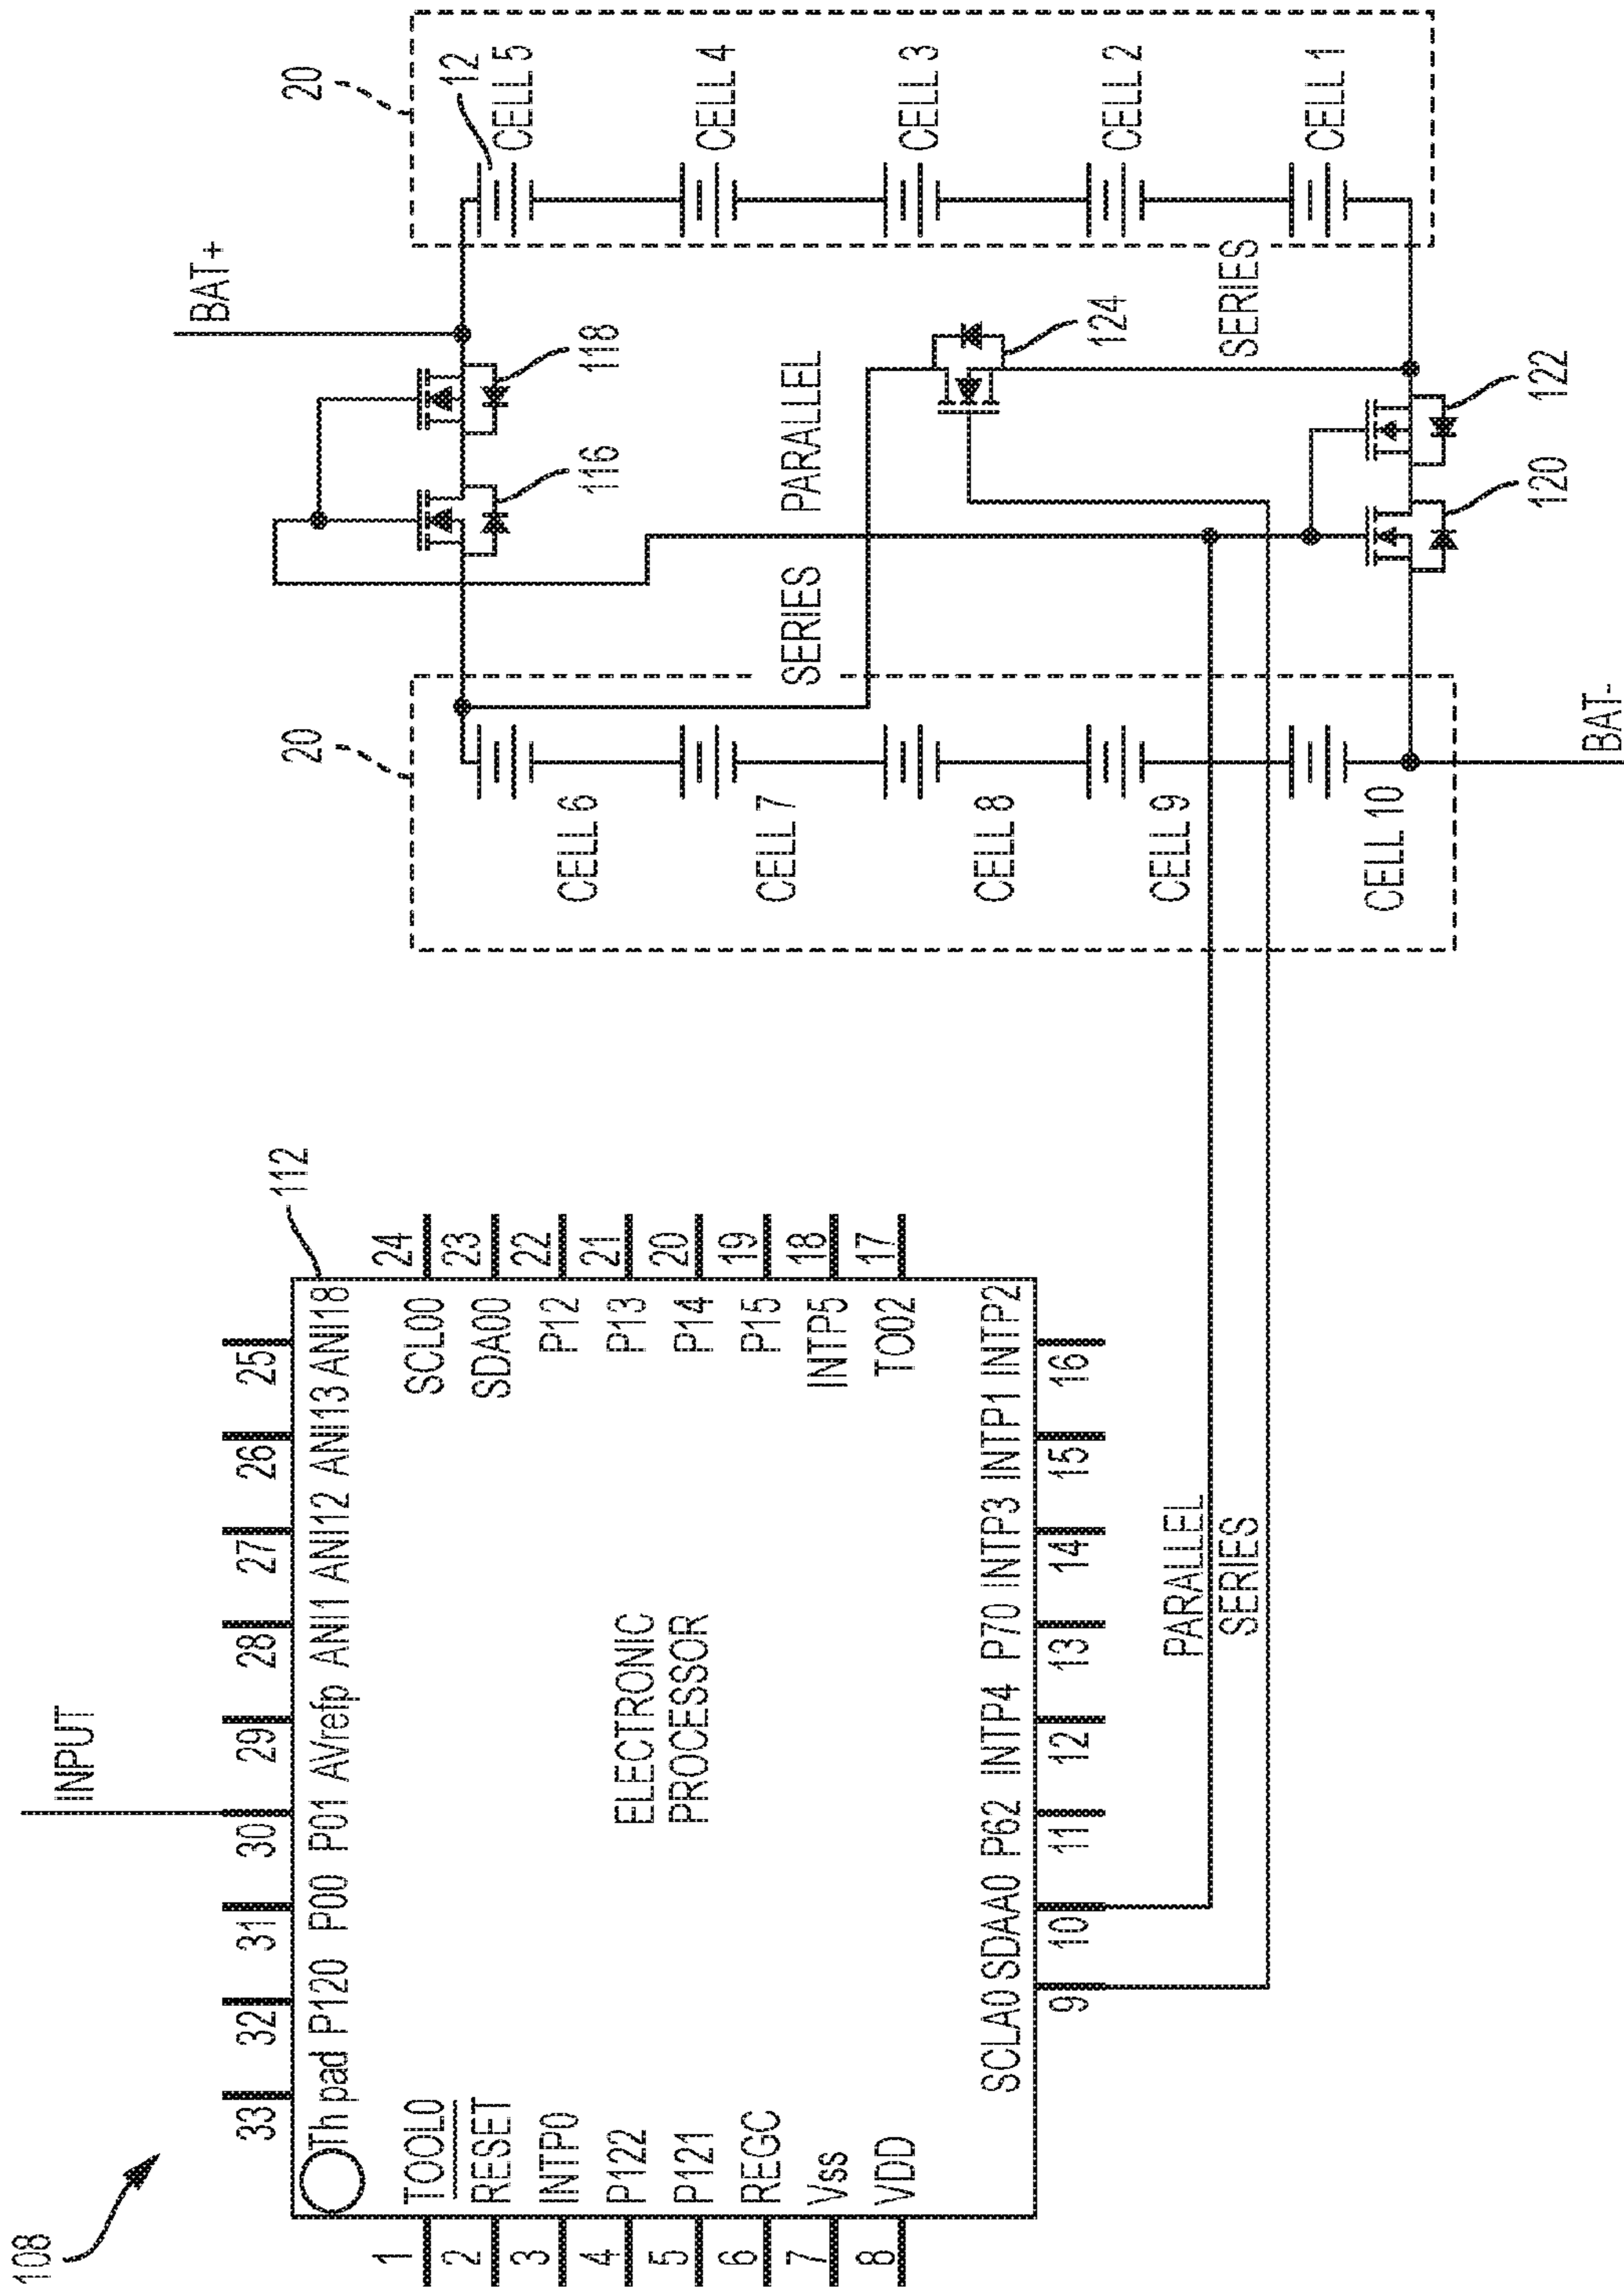 108
INPUT
33
32
31
30
29
28
27
26
25
112
Th pad P120 P00 P01 AVrefp ANI1 ANI12 ANI13 ANI18
1
TOOL0
2
RESET
3
INTP0
4
P122
5
P121
6
REGC
7
Vss
8
VDD
ELECTRONIC
PROCESSOR
SCL00
24
SDA00
23
P12
22
P13
21
P14
20
P15
19
INTP5
18
TO02
17
SCLA0 SDAA0 P62 INTP4 P70 INTP3 INTP1 INTP2
9
10
11
12
13
14
15
16
PARALLEL
SERIES
20
CELL 6
CELL 7
CELL 8
CELL 9
CELL 10
BAT-
BAT+
116
118
SERIES
PARALLEL
124
SERIES
120
122
20
12
CELL 5
CELL 4
CELL 3
CELL 2
CELL 1